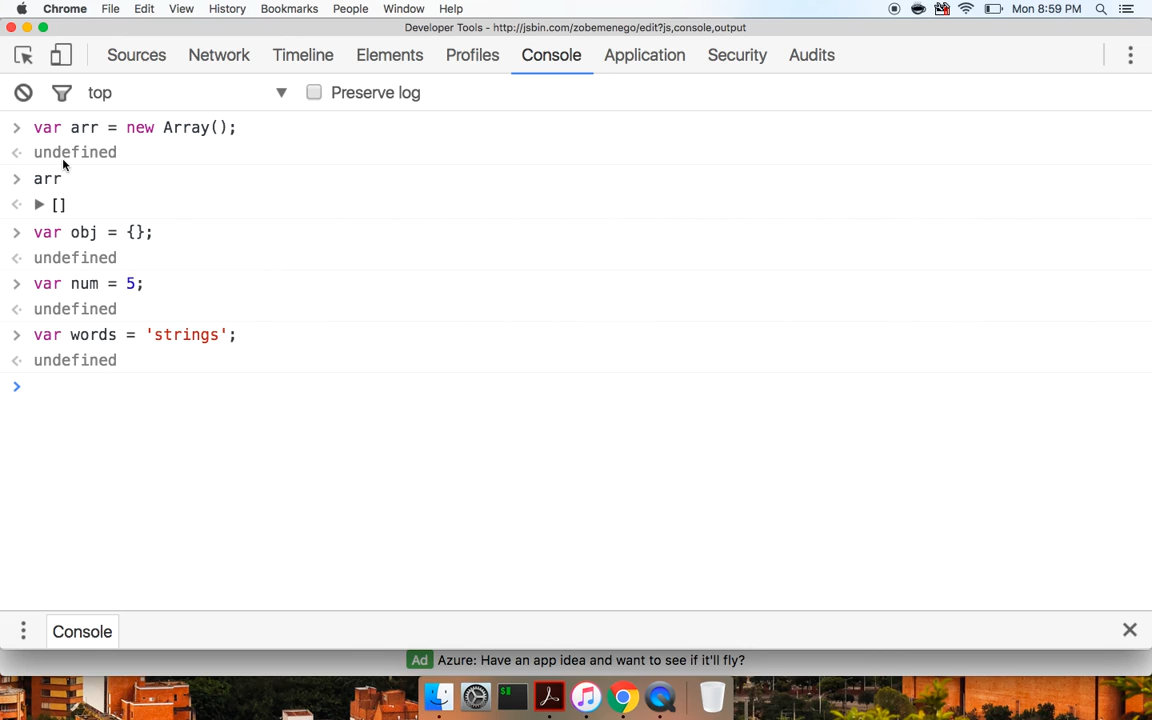 Chrome File Edit View History Bookmarks People Window Help Mon 8:59 PM
Developer Tools - http://jsbin.com/zobemenego/edit?js,console,output
Sources Network Timeline Elements Profiles Console Application Security Audits
top Preserve log
> var arr = new Array();
undefined
> arr
[]
> var obj = {};
undefined
> var num = 5;
undefined
> var words = 'strings';
undefined
>
Console
Ad Azure: Have an app idea and want to see if it'll fly?